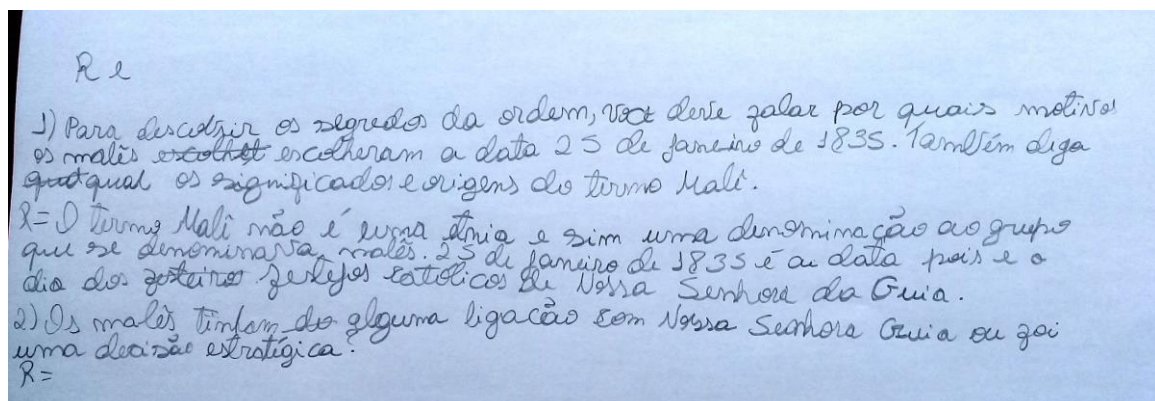 R e
1) Para descobrir os segredos da ordem, você deve falar por quais motivos
os malês escolheram a data 25 de janeiro de 1835. Também diga
qual os significados e origens do termo Malê.
R= O termo Malê não é uma etnia e sim uma denominação ao grupo
que se denominava malês. 25 de janeiro de 1835 é a data pois e o
dia dos festejos católicos de Nossa Senhora da Guia.
2) Os malês tinham do alguma ligação com Nossa Senhora Guia ou foi
uma decisão estratégica?
R=